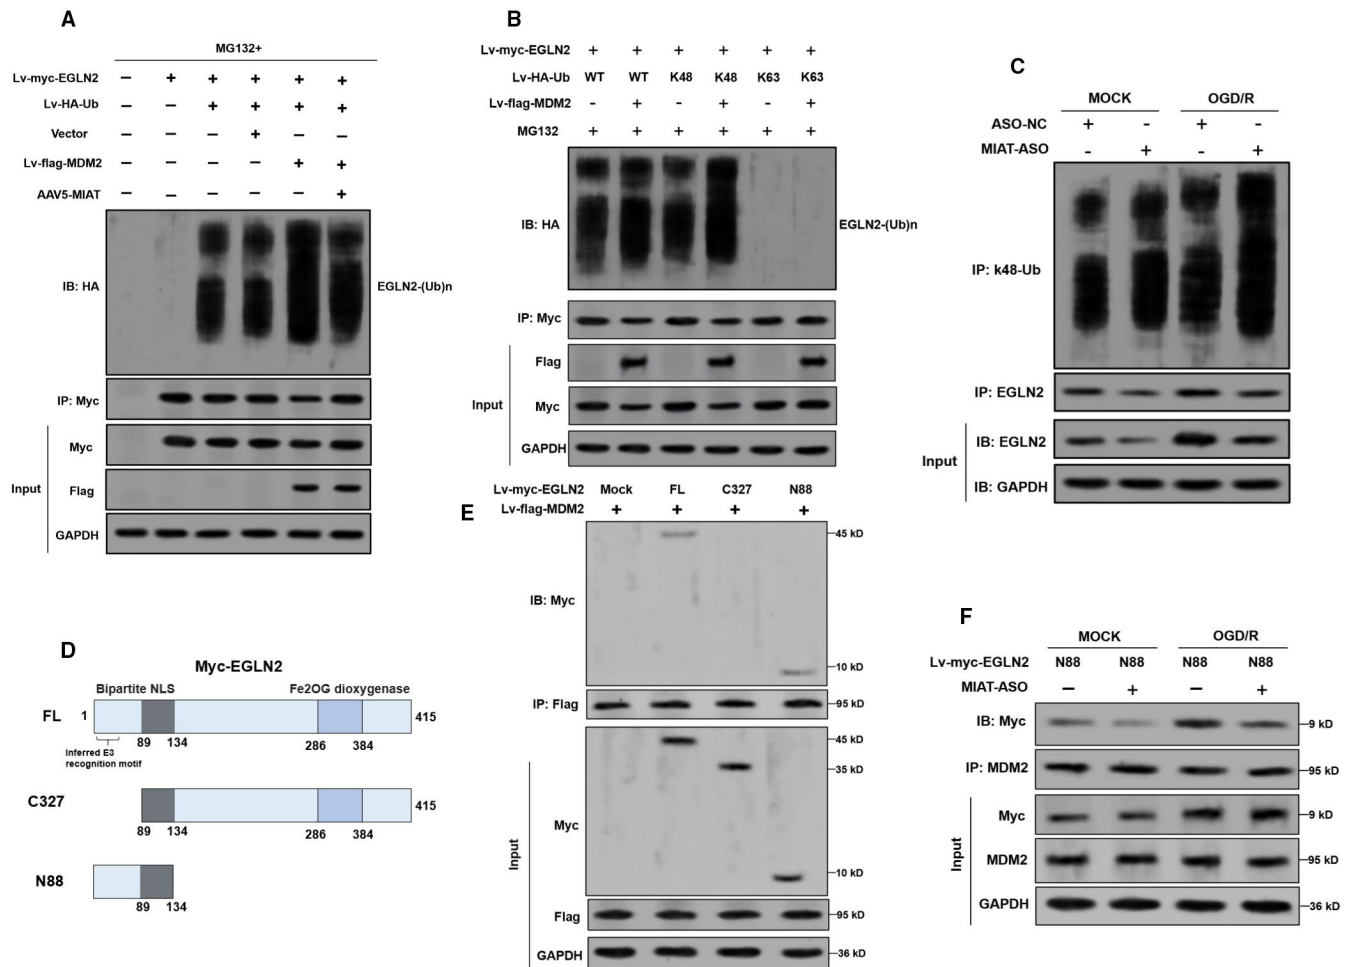 A
MG132+
Lv-myc-EGLN2 – + + + + +
Lv-HA-Ub – – + + + +
Vector – – – + – –
Lv-flag-MDM2 – – – – + +
AAV5-MIAT – – – – – +
IB: HA
EGLN2-(Ub)n
IP: Myc
Input
Myc
Flag
GAPDH
B
Lv-myc-EGLN2 + + + + + +
Lv-HA-Ub WT WT K48 K48 K63 K63
Lv-flag-MDM2 - + - + - +
MG132 + + + + + +
IB: HA
EGLN2-(Ub)n
IP: Myc
Input
Flag
Myc
GAPDH
C
MOCK OGD/R
ASO-NC + - + -
MIAT-ASO - + - +
IP: k48-Ub
IP: EGLN2
Input
IB: EGLN2
IB: GAPDH
D
Myc-EGLN2
Bipartite NLS Fe2OG dioxygenase
FL 1 415
89 134 286 384
Inferred E3
recognition motif
C327 415
89 134 286 384
N88
89 134
E
Lv-myc-EGLN2 Mock FL C327 N88
Lv-flag-MDM2 + + + +
45 kD
IB: Myc
10 kD
IP: Flag 95 kD
45 kD
35 kD
Input
Myc
10 kD
Flag 95 kD
GAPDH 36 kD
F
MOCK OGD/R
Lv-myc-EGLN2 N88 N88 N88 N88
MIAT-ASO – + – +
IB: Myc 9 kD
IP: MDM2 95 kD
Input
Myc 9 kD
MDM2 95 kD
GAPDH 36 kD